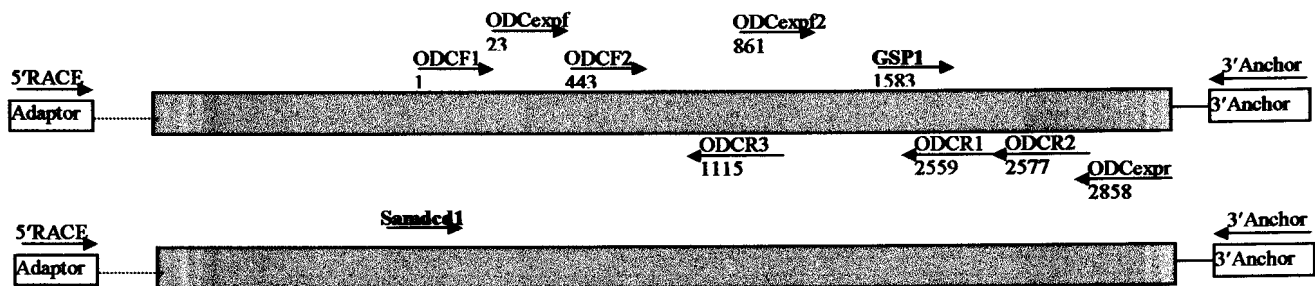 ODCexpf
23
ODCexpf2
861
ODCF1
1
ODCF2
443
GSP1
1583
5'RACE
3'Anchor
Adaptor
3'Anchor
ODCR3
1115
ODCR1
2559
ODCR2
2577
ODCexpr
2858
Samdcd1
5'RACE
3'Anchor
Adaptor
3'Anchor